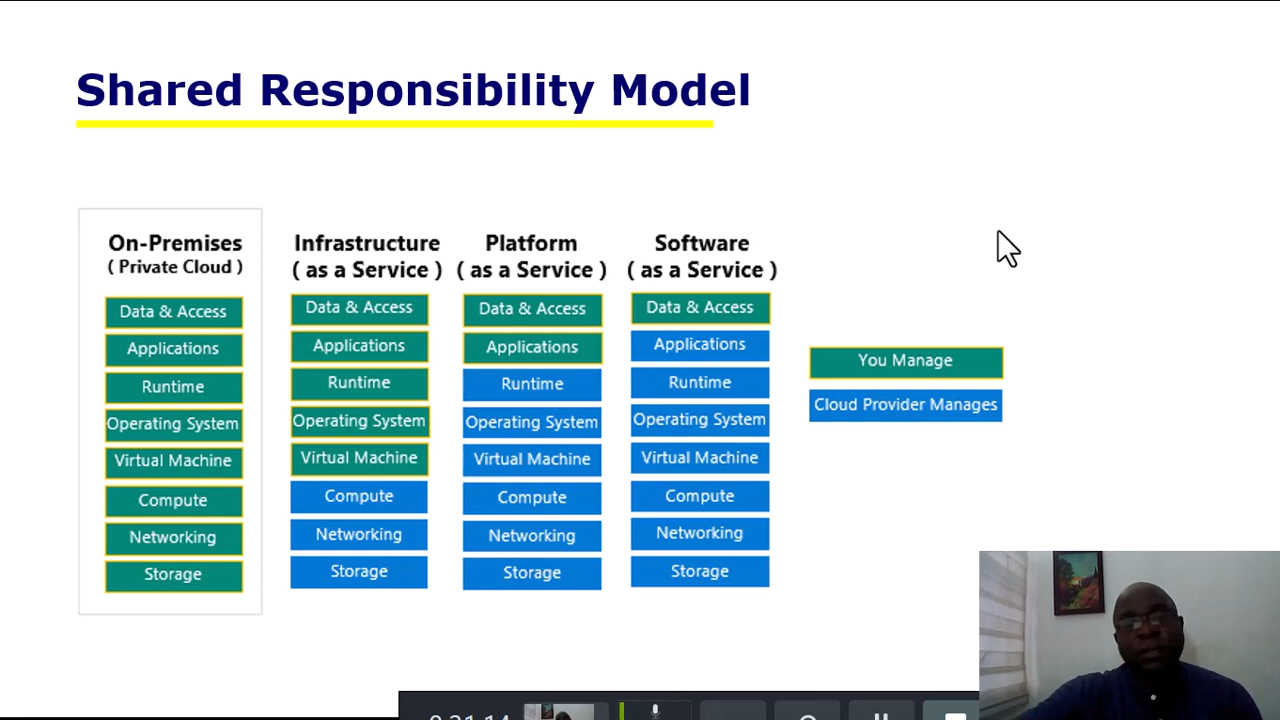 Shared Responsibility Model
On-Premises
( Private Cloud )
Data & Access
Applications
Runtime
Operating System
Virtual Machine
Compute
Networking
Storage
Infrastructure
( as a Service )
Data & Access
Applications
Runtime
Operating System
Virtual Machine
Compute
Networking
Storage
Platform
( as a Service )
Data & Access
Applications
Runtime
Operating System
Virtual Machine
Compute
Networking
Storage
Software
( as a Service )
Data & Access
Applications
Runtime
Operating System
Virtual Machine
Compute
Networking
Storage
You Manage
Cloud Provider Manages